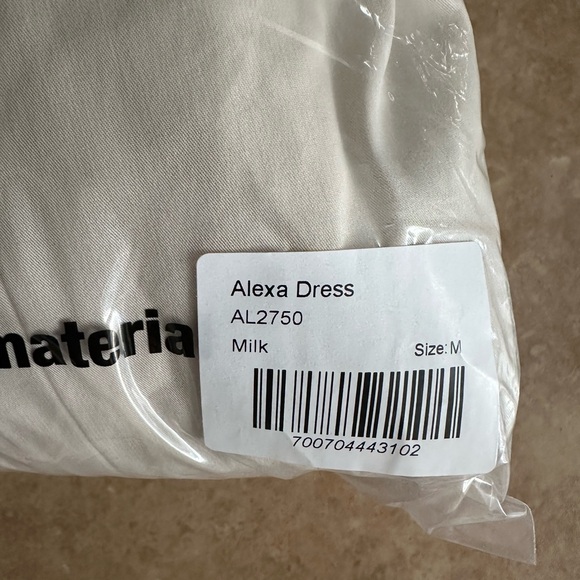 Alexa Dress
AL2750
Milk
Size: M
materia
700704443102